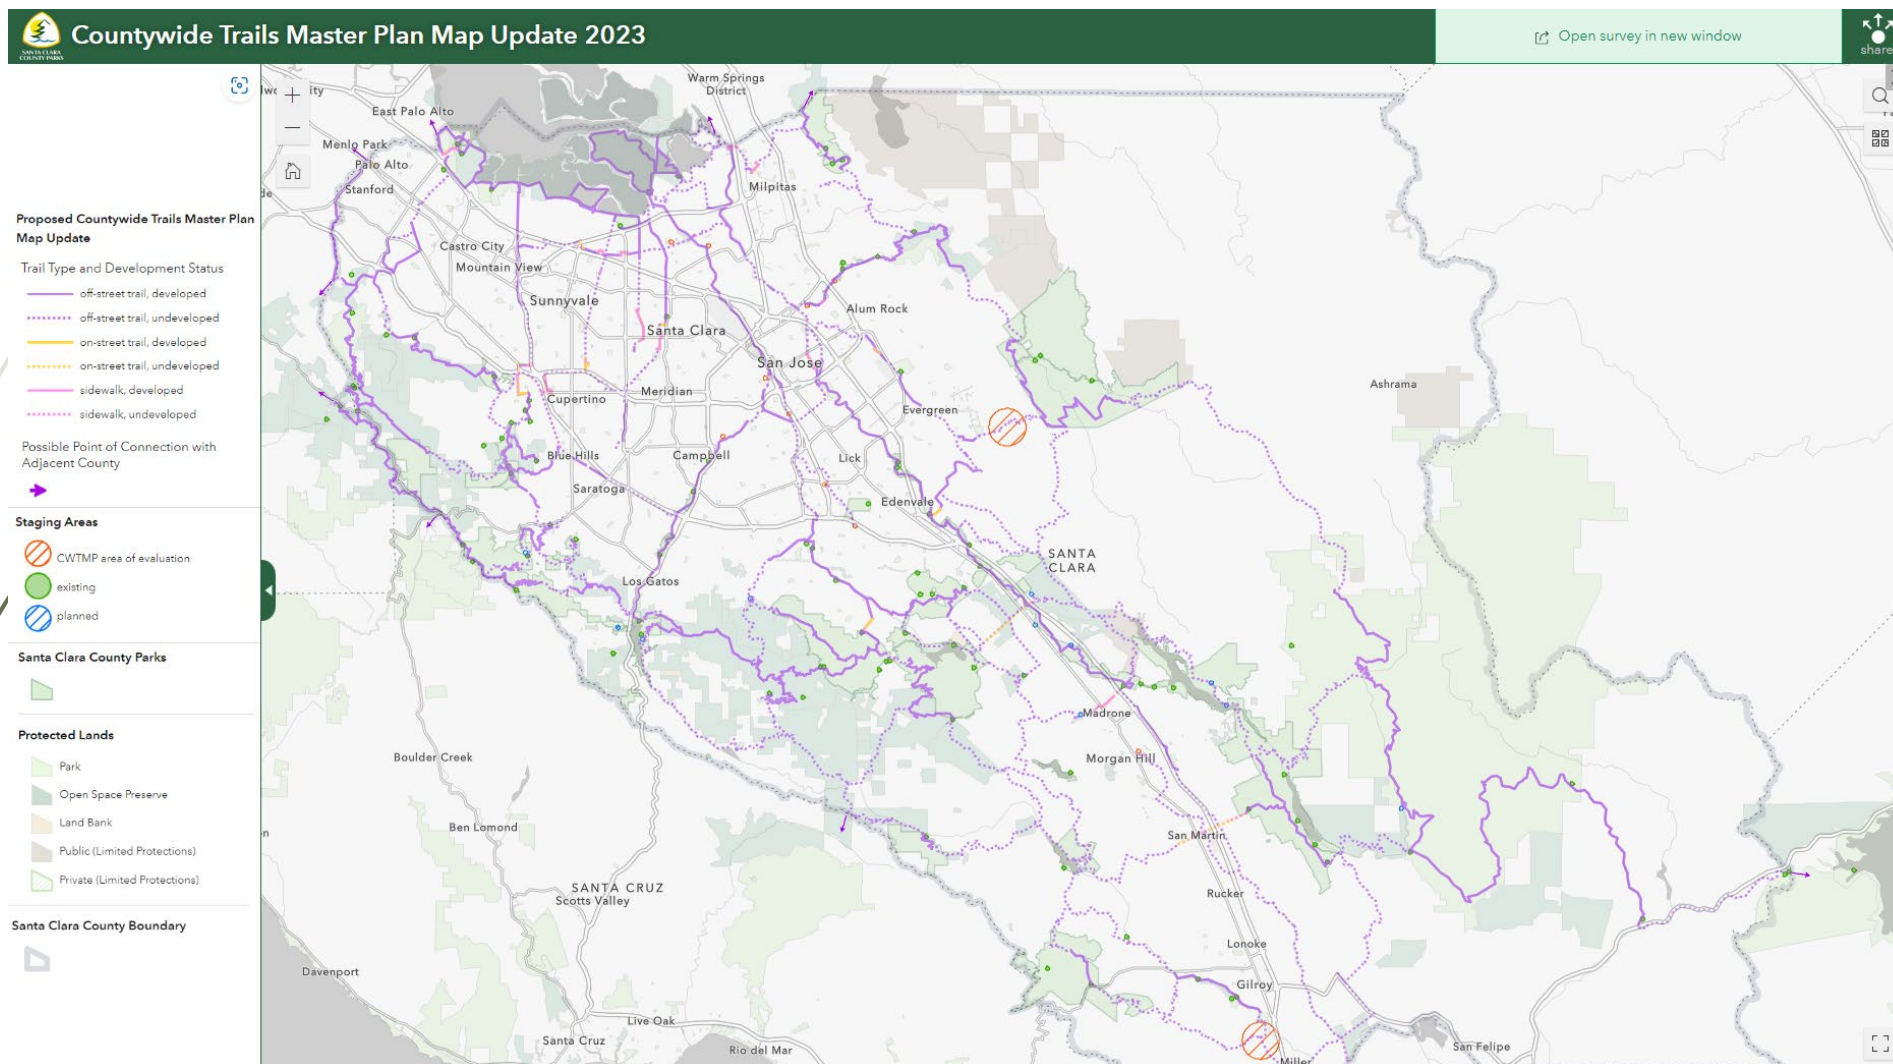 SANTA CLARA
COUNTY PARKS
Countywide Trails Master Plan Map Update 2023
Open survey in new window
share
Proposed Countywide Trails Master Plan
Map Update
Trail Type and Development Status
off-street trail, developed
off-street trail, undeveloped
on-street trail, developed
on-street trail, undeveloped
sidewalk, developed
sidewalk, undeveloped
Possible Point of Connection with
Adjacent County
Staging Areas
CWTMP area of evaluation
existing
planned
Santa Clara County Parks
Protected Lands
Park
Open Space Preserve
Land Bank
Public (Limited Protections)
Private (Limited Protections)
Santa Clara County Boundary
Warm Springs
District
East Palo Alto
Menlo Park
Palo Alto
Stanford
Milpitas
Castro City
Mountain View
Sunnyvale
Alum Rock
Santa Clara
San Jose
Ashrama
Meridian
Cupertino
Evergreen
Blue Hills
Campbell
Lick
Saratoga
Edenvale
SANTA
CLARA
Los Gatos
Madrone
Boulder Creek
Morgan Hill
Ben Lomond
San Martin
SANTA CRUZ
Scotts Valley
Rucker
Lonoke
Davenport
Gilroy
Live Oak
Santa Cruz
Rio del Mar
San Felipe
Miller